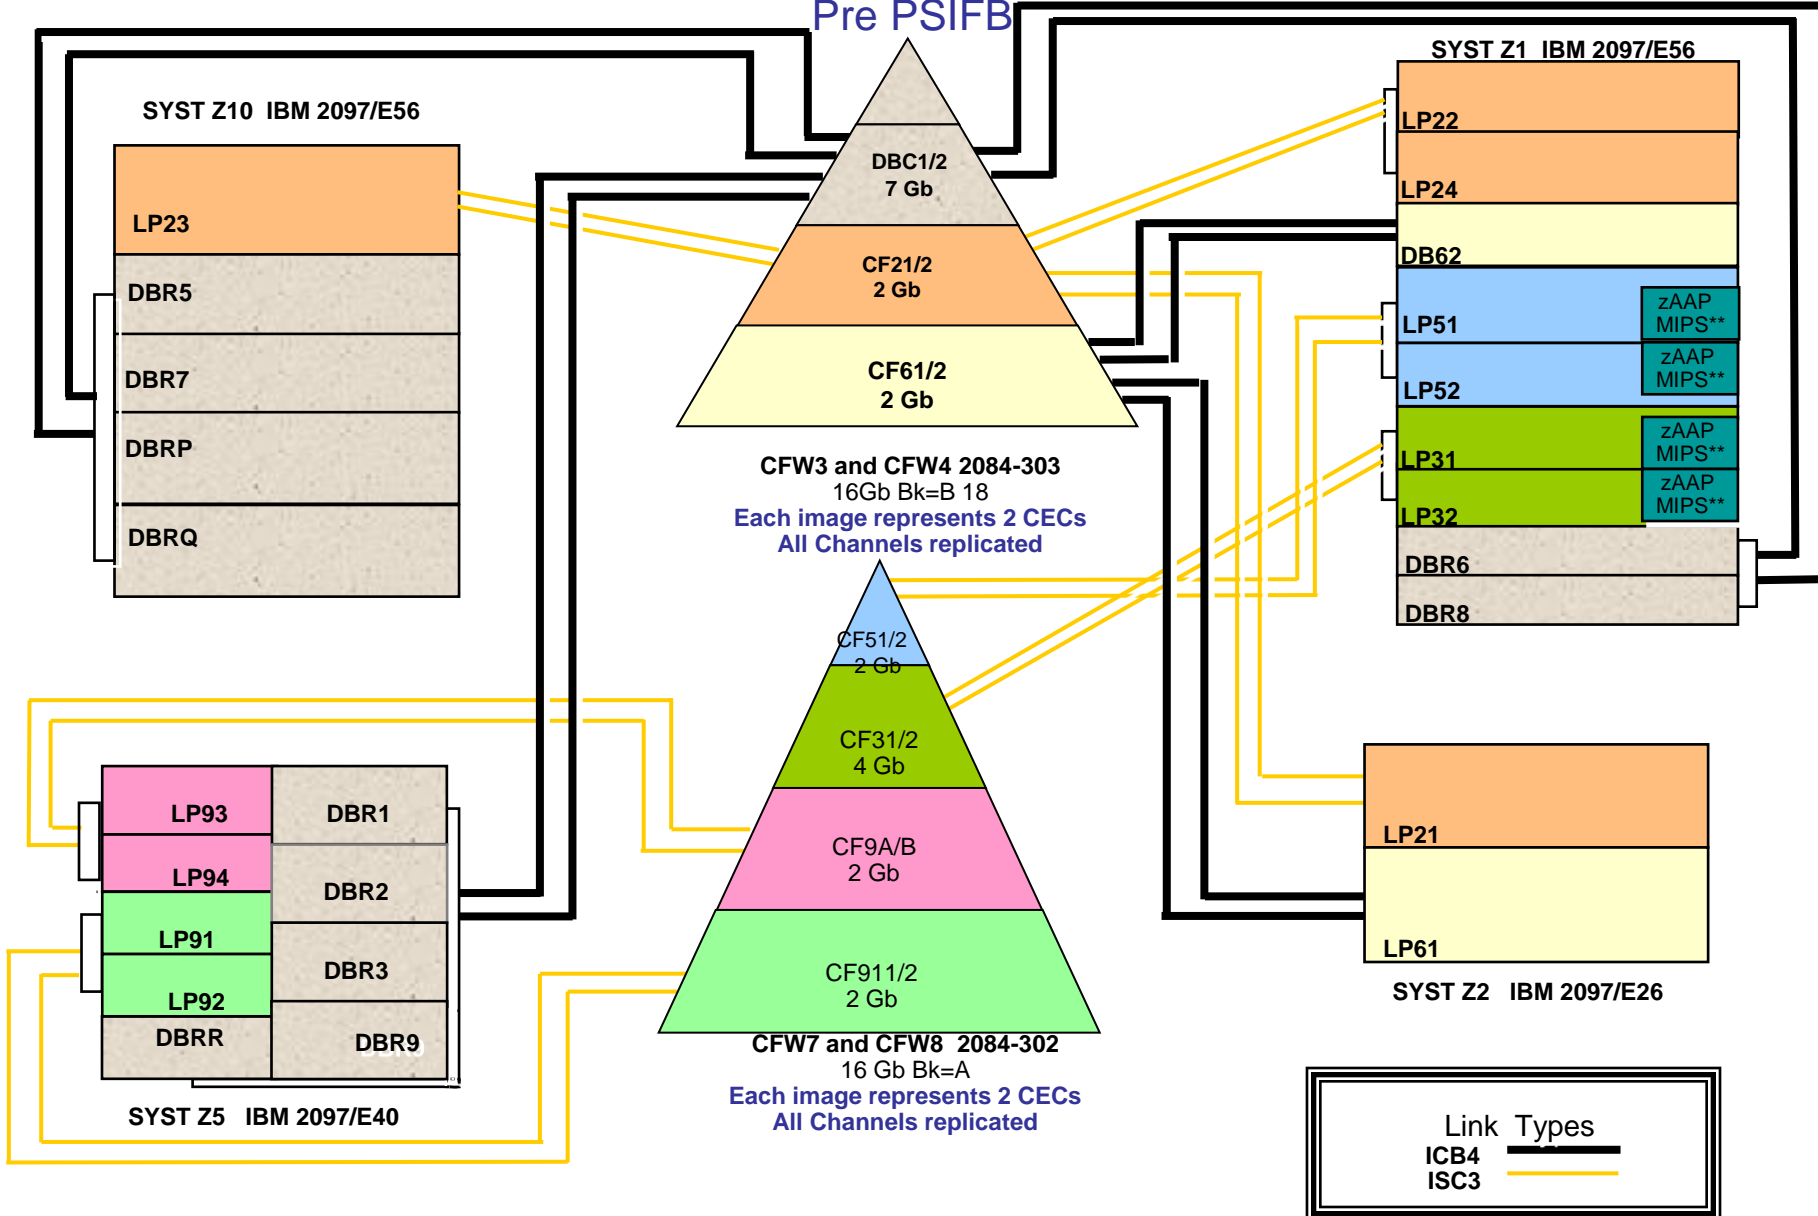 Pre PSIFB
SYST Z10  IBM 2097/E56
LP23
DBR5
DBR7
DBRP
DBRQ
DBC1/2
7 Gb
CF21/2
2 Gb
CF61/2
2 Gb
CFW3 and CFW4 2084-303
16Gb Bk=B 18
Each image represents 2 CECs
All Channels replicated
SYST Z1  IBM 2097/E56
LP22
LP24
DB62
LP51
zAAP
MIPS**
LP52
zAAP
MIPS**
LP31
zAAP
MIPS**
LP32
zAAP
MIPS**
DBR6
DBR8
CF51/2
2 Gb
CF31/2
4 Gb
CF9A/B
2 Gb
CF911/2
2 Gb
CFW7 and CFW8  2084-302
16 Gb Bk=A
Each image represents 2 CECs
All Channels replicated
LP93
DBR1
LP94
DBR2
LP91
DBR3
LP92
DBRR
DBR9
SYST Z5   IBM 2097/E40
LP21
LP61
SYST Z2   IBM 2097/E26
Link  Types
ICB4
ISC3